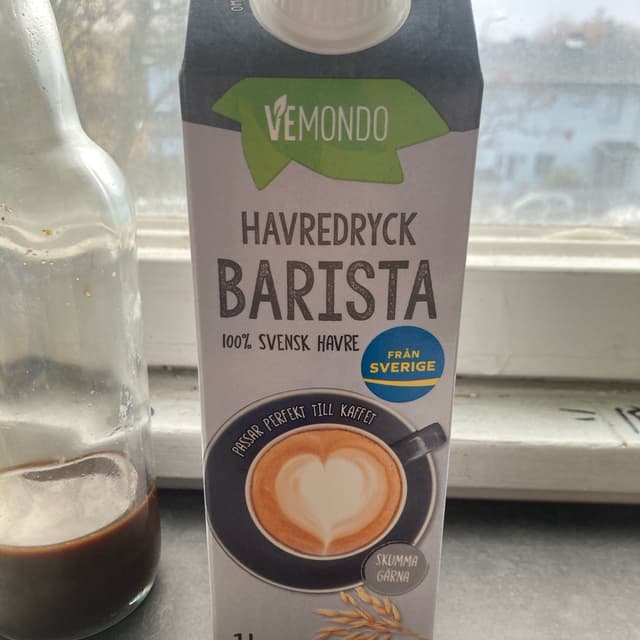 VEMONDO
HAVREDRYCK
BARISTA
100% SVENSK HAVRE
FRÅN
SVERIGE
PASSAR PERFEKT TILL KAFFET
SKUMMA
GÄRNA